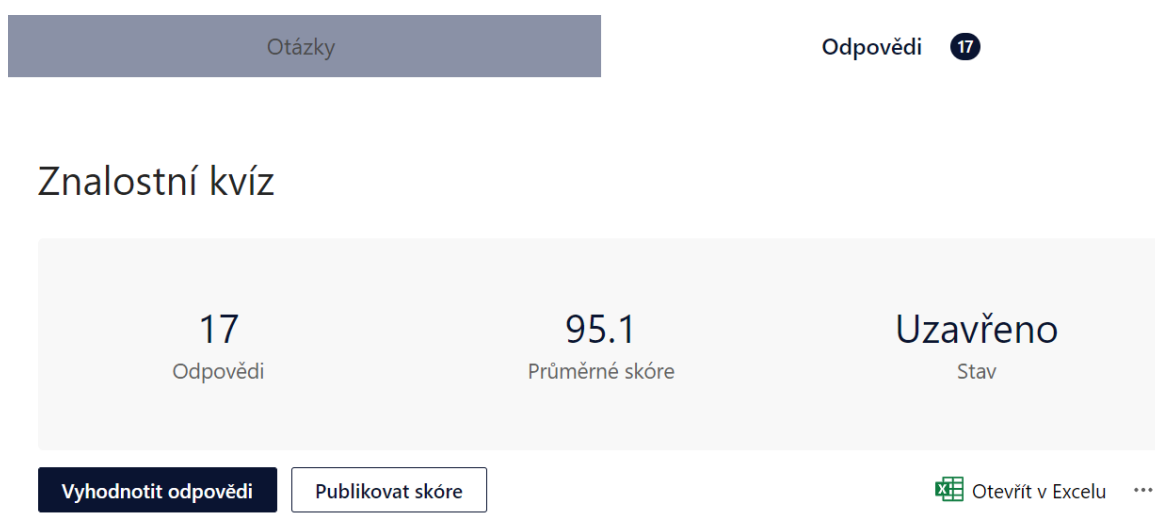 Otázky
Odpovědi 17
Znalostní kvíz
17 95.1 Uzavřeno
Odpovědi Průměrné skóre Stav
Vyhodnotit odpovědi Publikovat skóre Otevřít v Excelu ...